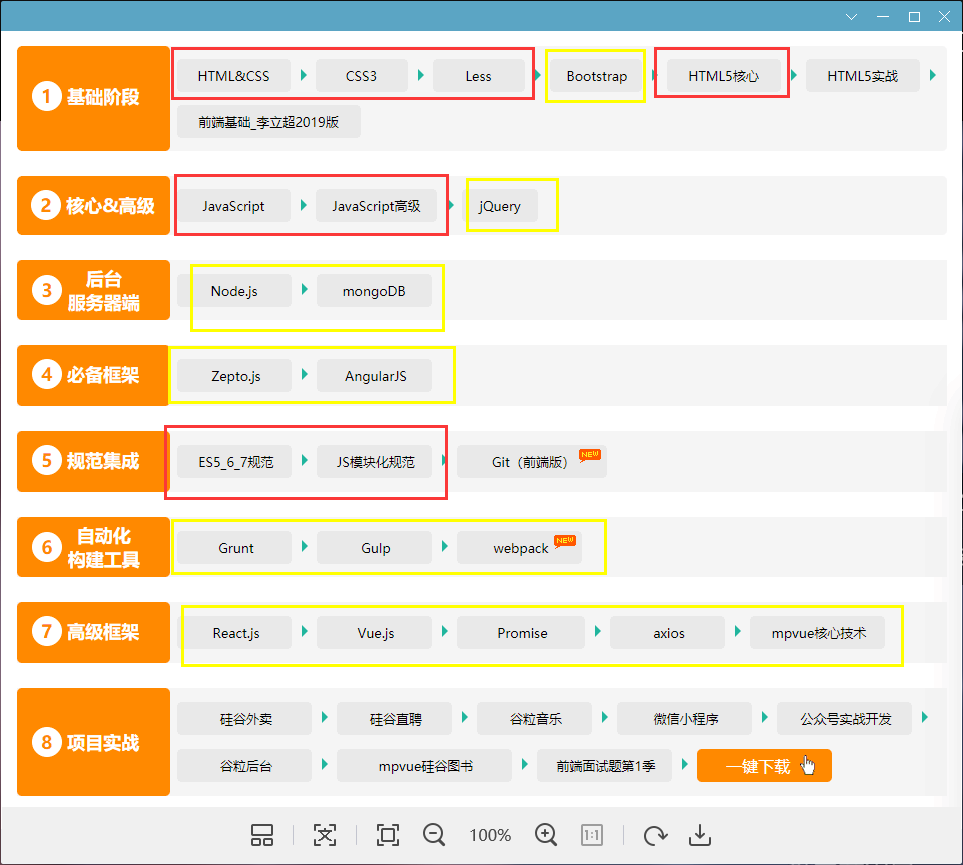 1 基础阶段
HTML&CSS CSS3 Less Bootstrap HTML5核心 HTML5实战
前端基础_李立超2019版
2 核心&高级
JavaScript JavaScript高级 jQuery
3 后台
服务器端
Node.js mongoDB
4 必备框架
Zepto.js AngularJS
5 规范集成
ES5_6_7规范 JS模块化规范 Git（前端版） NEW
6 自动化
构建工具
Grunt Gulp webpack NEW
7 高级框架
React.js Vue.js Promise axios mpvue核心技术
8 项目实战
硅谷外卖 硅谷直聘 谷粒音乐 微信小程序 公众号实战开发
谷粒后台 mpvue硅谷图书 前端面试题第1季 一键下载
100% 1:1